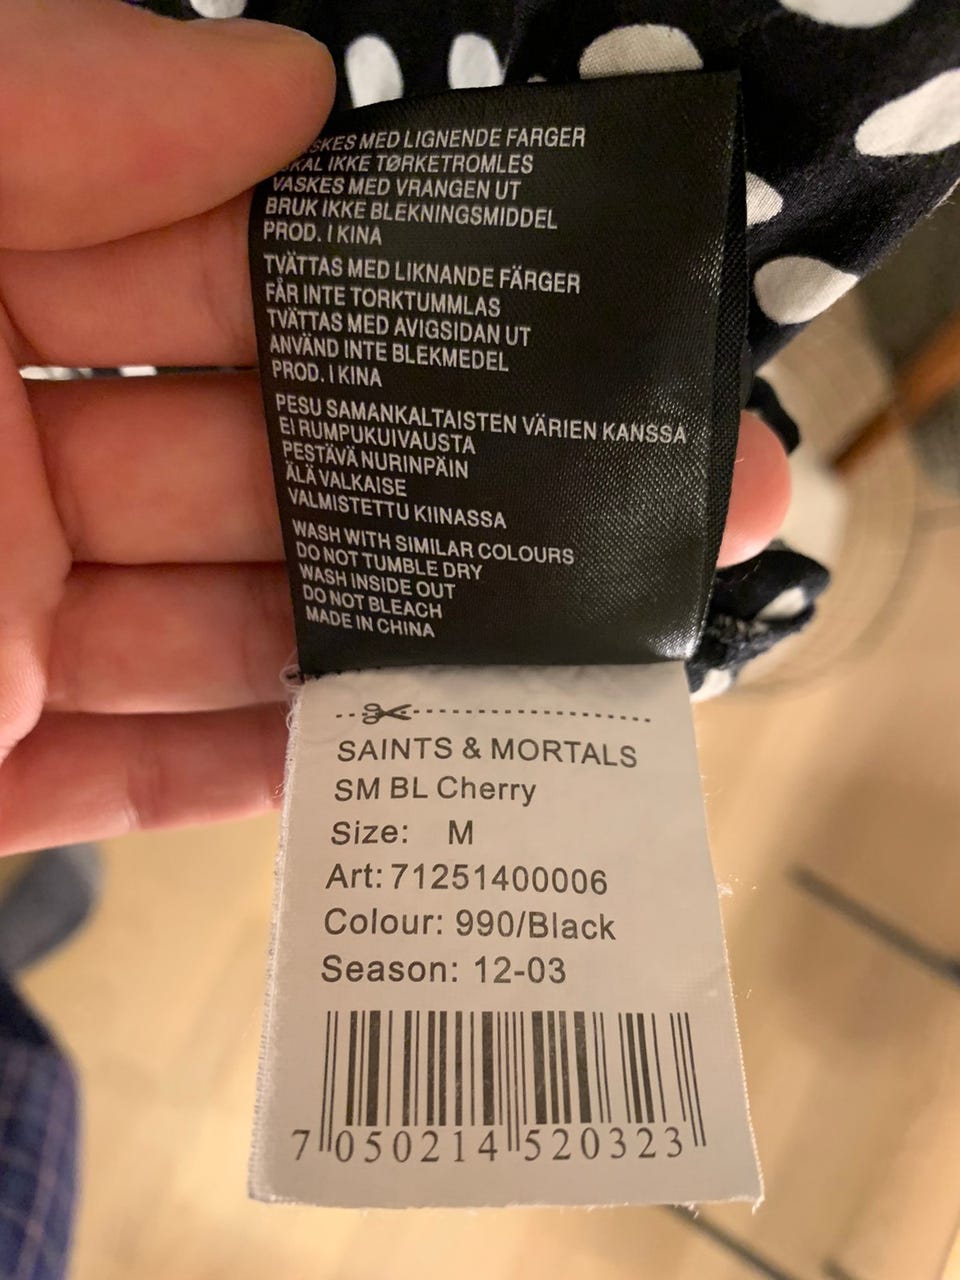 MED LIGNENDE FARGER
IKKE TØRKETROMLES
VASKES MED VRANGEN UT
BRUK IKKE BLEKNINGSMIDDEL
PROD. I KINA
TVÄTTAS MED LIKNANDE FÄRGER
FÅR INTE TORKTUMMLAS
TVÄTTAS MED AVIGSIDAN UT
ANVÄND INTE BLEKMEDEL
PROD. I KINA
PESU SAMANKALTAISTEN VÄRIEN KANSSA
EI RUMPUKUIVAUSTA
PESTÄVÄ NURINPÄIN
ÄLÄ VALKAISE
VALMISTETTU KIINASSA
WASH WITH SIMILAR COLOURS
DO NOT TUMBLE DRY
WASH INSIDE OUT
DO NOT BLEACH
MADE IN CHINA
SAINTS & MORTALS
SM BL Cherry
Size: M
Art: 71251400006
Colour: 990/Black
Season: 12-03
7 050214 520323